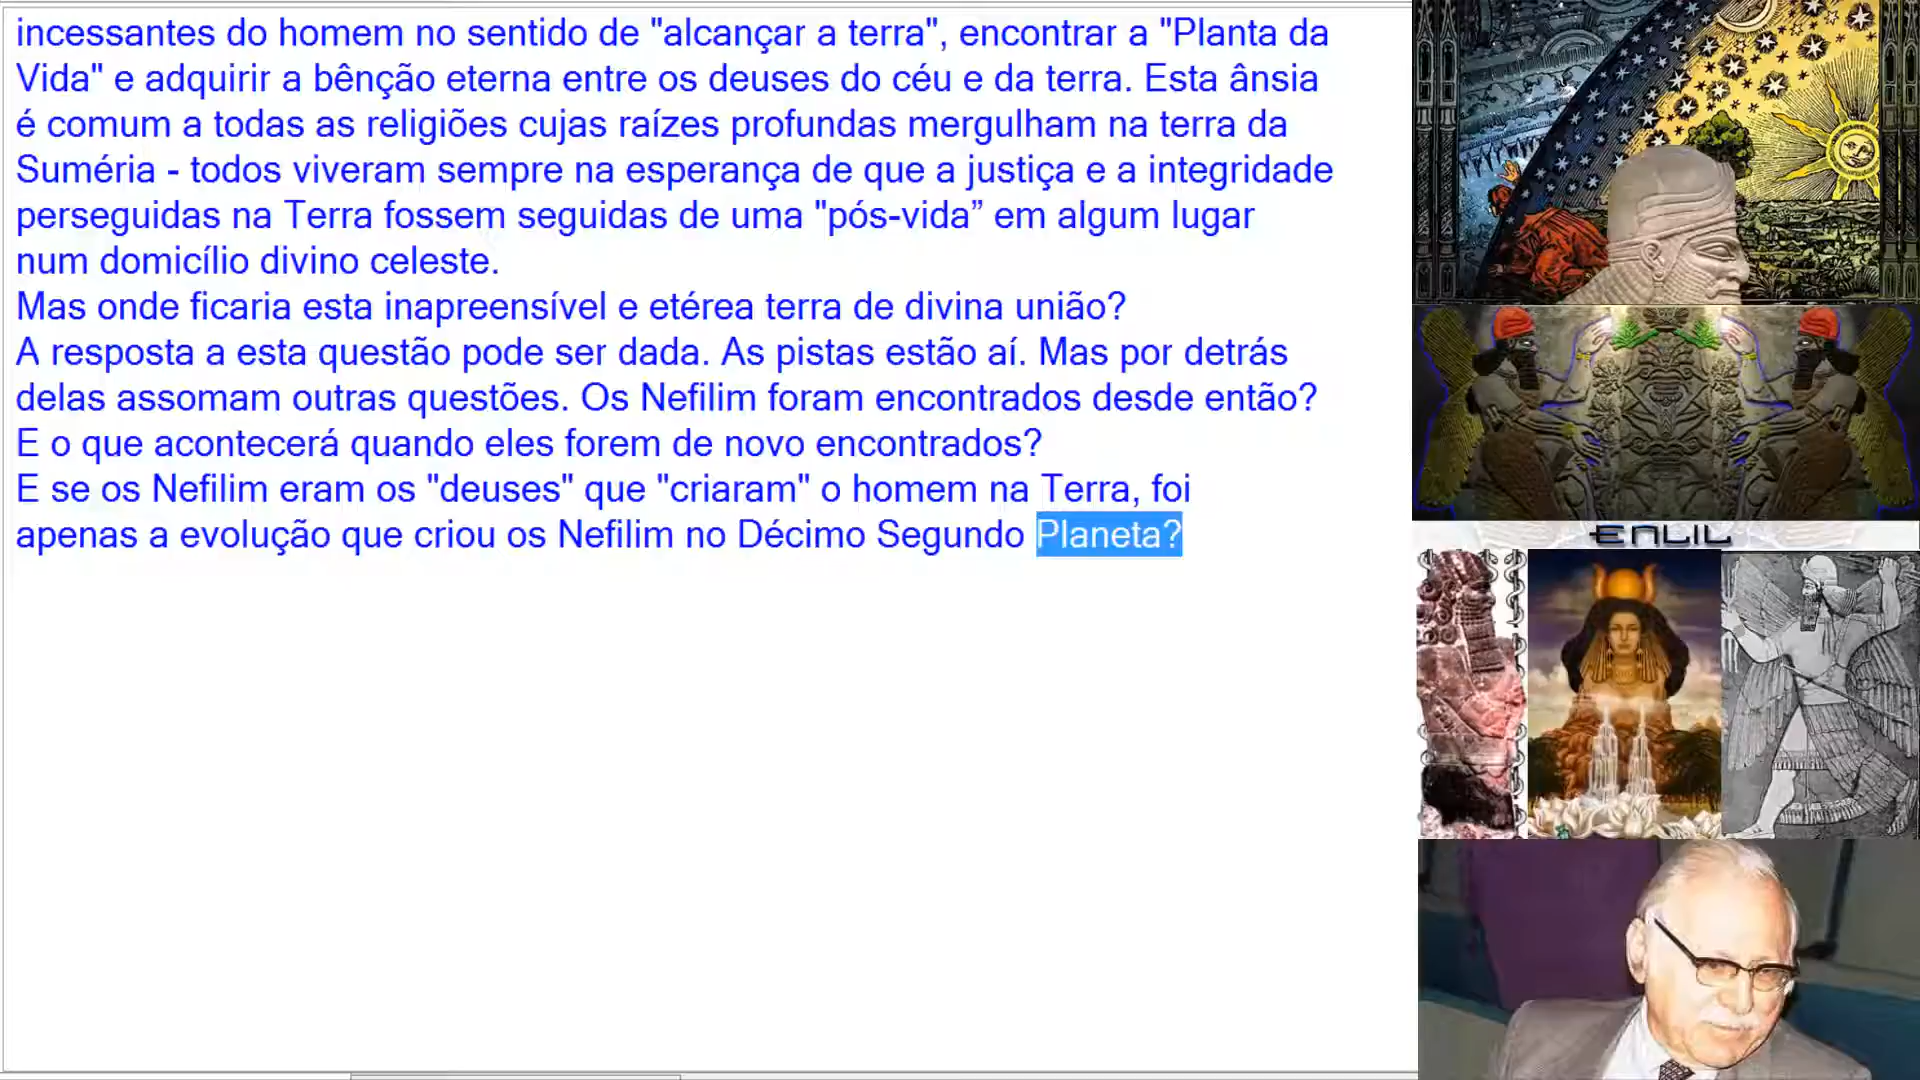 incessantes do homem no sentido de "alcançar a terra", encontrar a "Planta da
Vida" e adquirir a bênção eterna entre os deuses do céu e da terra. Esta ânsia
é comum a todas as religiões cujas raízes profundas mergulham na terra da
Suméria - todos viveram sempre na esperança de que a justiça e a integridade
perseguidas na Terra fossem seguidas de uma "pós-vida” em algum lugar
num domicílio divino celeste.
Mas onde ficaria esta inapreensível e etérea terra de divina união?
A resposta a esta questão pode ser dada. As pistas estão aí. Mas por detrás
delas assomam outras questões. Os Nefilim foram encontrados desde então?
E o que acontecerá quando eles forem de novo encontrados?
E se os Nefilim eram os "deuses" que "criaram" o homem na Terra, foi
apenas a evolução que criou os Nefilim no Décimo Segundo Planeta?
ENLIL